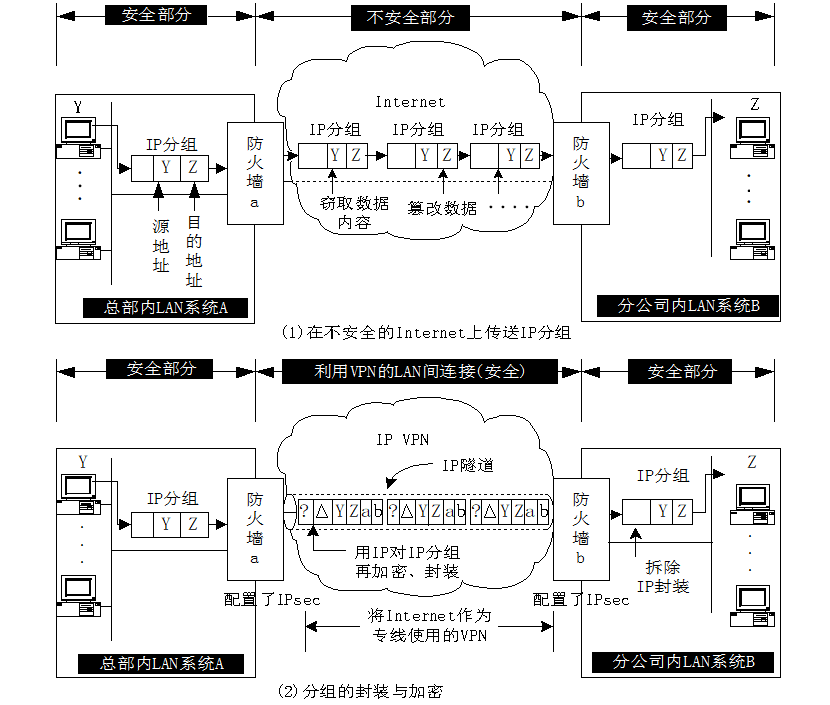 安全部分
不安全部分
安全部分
Internet
Y
Z
IP分组
IP分组
IP分组
IP分组
IP分组
Y Z
Y Z
Y Z
Y Z
Y Z
防火墙a
防火墙b
源地址
目的地址
窃取数据
内容
篡改数据
····
总部内LAN系统A
分公司内LAN系统B
(1)在不安全的Internet上传送IP分组
安全部分
利用VPN的LAN间连接(安全)
安全部分
IP VPN
IP隧道
Y
Z
IP分组
IP分组
Y Z
? △ Y Z a b
? △ Y Z a b
? △ Y Z a b
Y Z
防火墙a
防火墙b
用IP对IP分组
再加密、封装
拆除
IP封装
配置了IPsec
配置了IPsec
将Internet作为
专线使用的VPN
总部内LAN系统A
分公司内LAN系统B
(2)分组的封装与加密